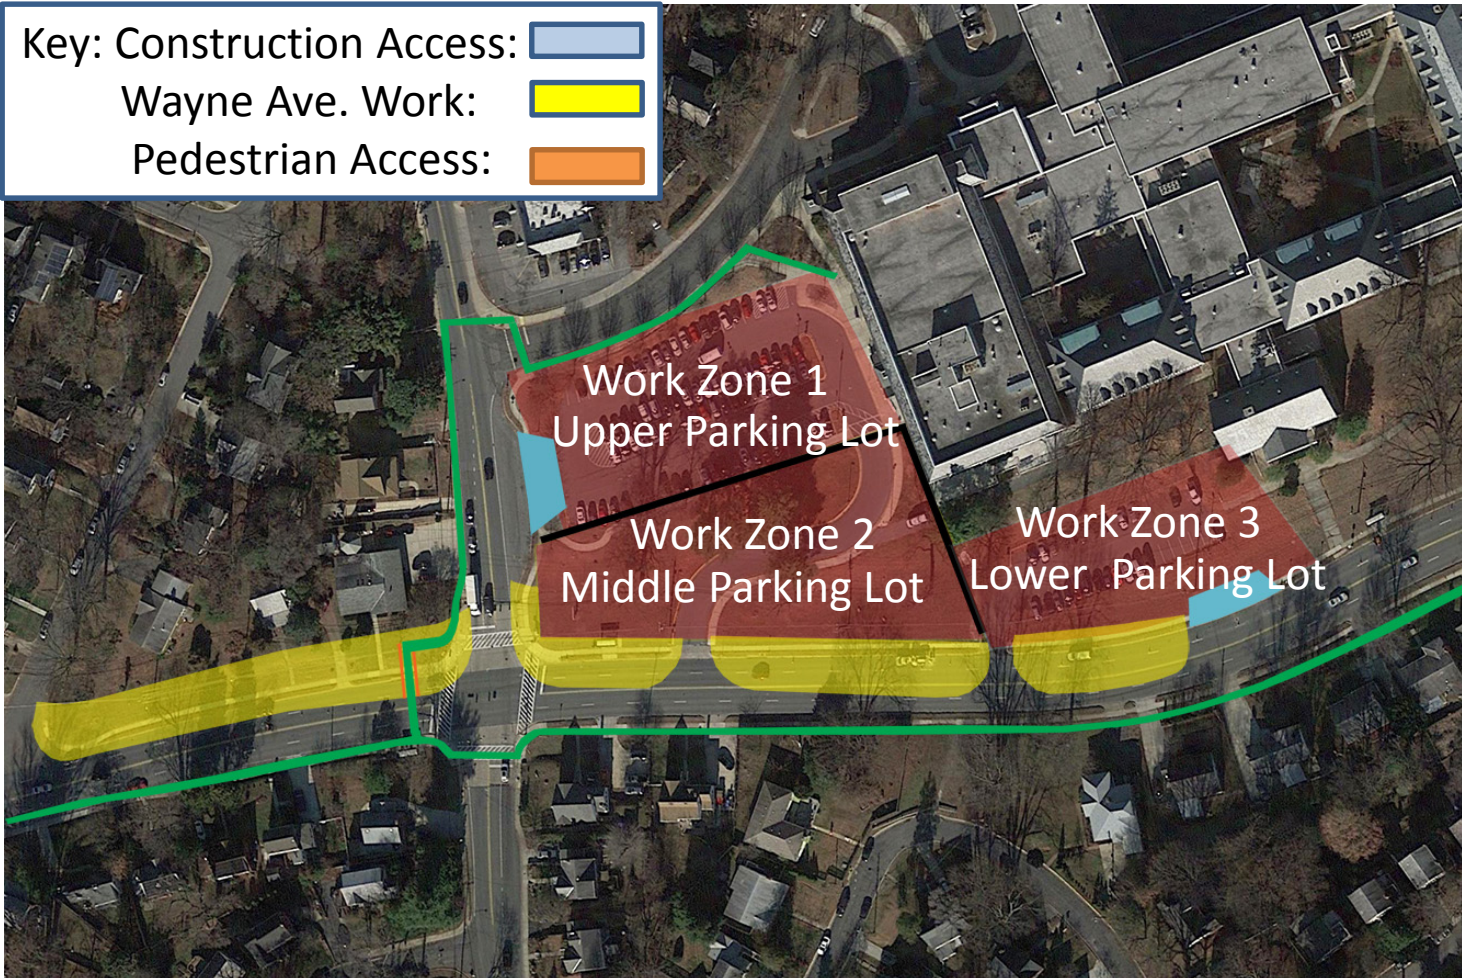 Key: Construction Access:
Wayne Ave. Work:
Pedestrian Access:
Work Zone 1
Upper Parking Lot
Work Zone 2
Middle Parking Lot
Work Zone 3
Lower Parking Lot